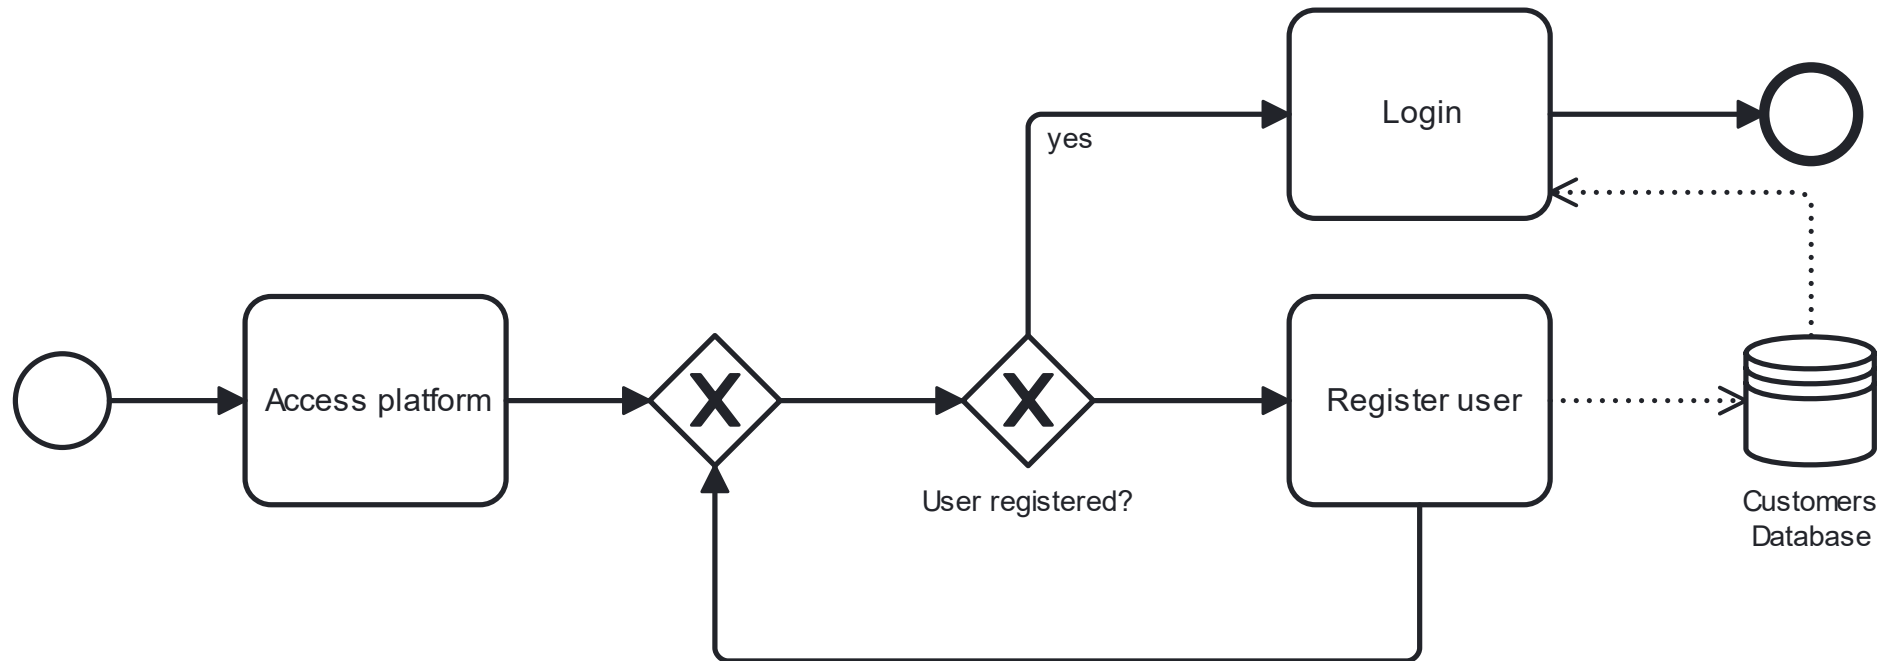 Login
yes
Access platform
X
X
Register user
User registered?
Customers
Database